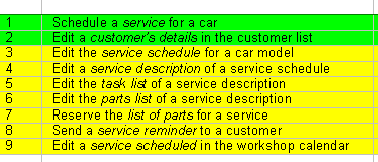 1 Schedule a service for a car
2 Edit a customer's details in the customer list
3 Edit the service schedule for a car model
4 Edit a service description of a service schedule
5 Edit the task list of a service description
6 Edit the parts list of a service description
7 Reserve the list of parts for a service
8 Send a service reminder to a customer
9 Edit a service scheduled in the workshop calendar